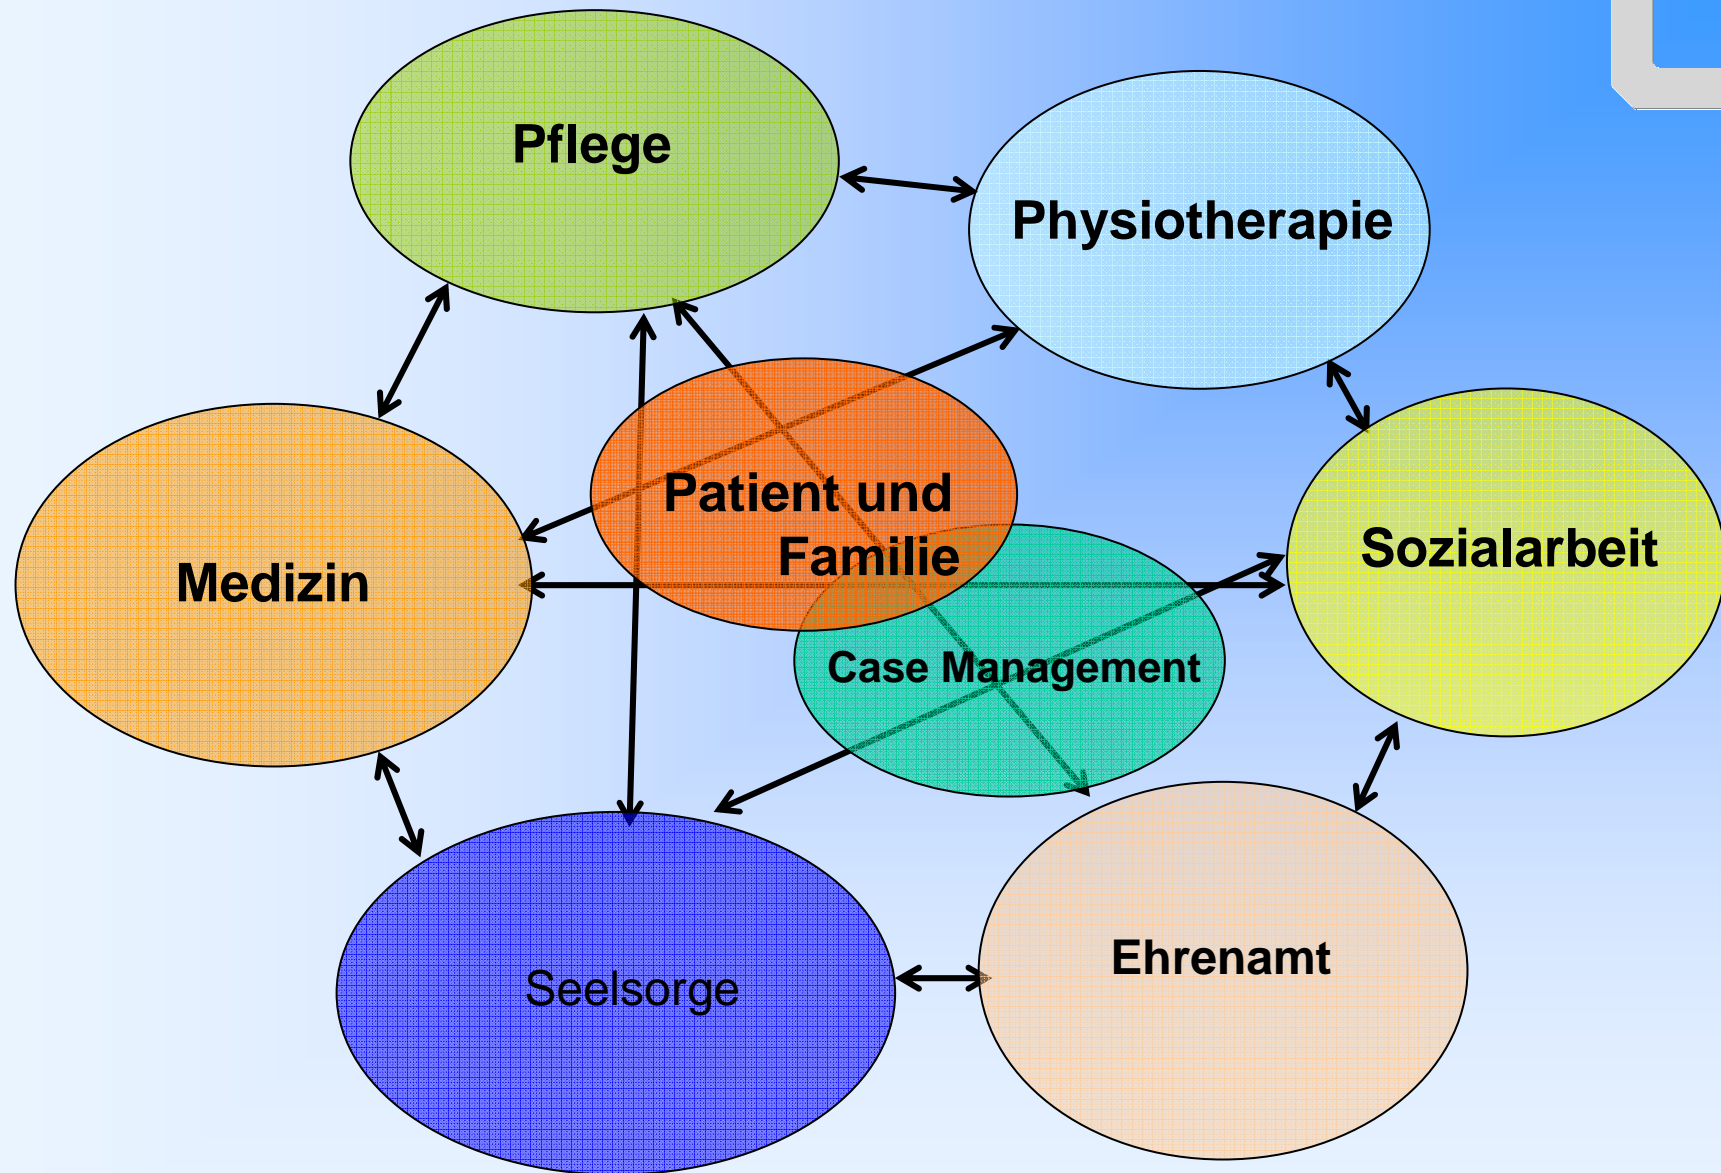 Pflege
Physiotherapie
Patient und
Familie
Sozialarbeit
Medizin
Case Management
Ehrenamt
Seelsorge